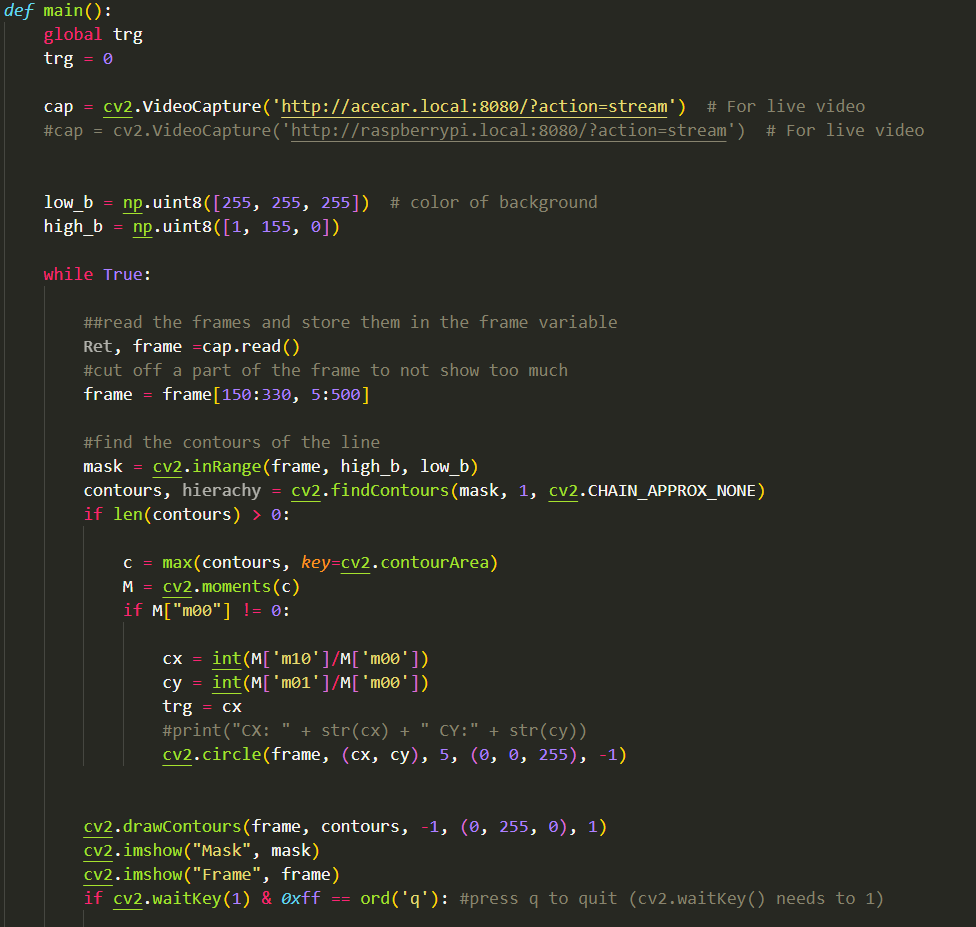 def main():
    global trg
    trg = 0
    cap = cv2.VideoCapture('http://acecar.local:8080/?action=stream')  # For live video
    #cap = cv2.VideoCapture('http://raspberrypi.local:8080/?action=stream')  # For live video
    low_b = np.uint8([255, 255, 255])  # color of background
    high_b = np.uint8([1, 155, 0])
    while True:
        ##read the frames and store them in the frame variable
        Ret, frame =cap.read()
        #cut off a part of the frame to not show too much
        frame = frame[150:330, 5:500]
        #find the contours of the line
        mask = cv2.inRange(frame, high_b, low_b)
        contours, hierachy = cv2.findContours(mask, 1, cv2.CHAIN_APPROX_NONE)
        if len(contours) > 0:
            c = max(contours, key=cv2.contourArea)
            M = cv2.moments(c)
            if M["m00"] != 0:
                cx = int(M['m10']/M['m00'])
                cy = int(M['m01']/M['m00'])
                trg = cx
                #print("CX: " + str(cx) + " CY:" + str(cy))
                cv2.circle(frame, (cx, cy), 5, (0, 0, 255), -1)
        cv2.drawContours(frame, contours, -1, (0, 255, 0), 1)
        cv2.imshow("Mask", mask)
        cv2.imshow("Frame", frame)
        if cv2.waitKey(1) & 0xff == ord('q'): #press q to quit (cv2.waitKey() needs to 1)